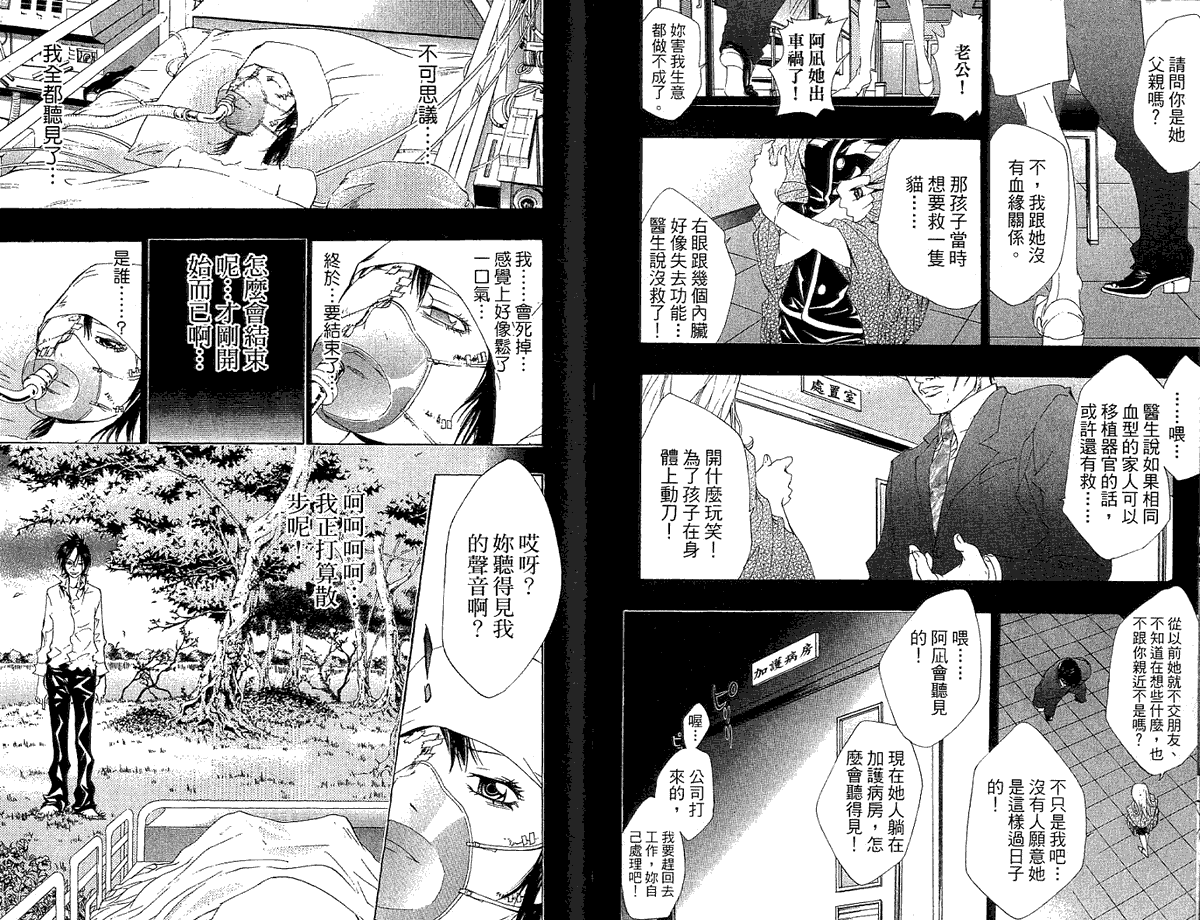 請問你是她
父親嗎?
不,我跟她沒
有血緣關係。
老公!
阿凪她出
車禍了!
妳害我生意
都做不成了。
那孩子當時
想要救一隻
貓……
右眼跟幾個內臟
好像失去功能…
醫生說沒救了!
……喂…
醫生說如果相同
血型的家人可以
移植器官的話,
或許還有救……
處置室
開什麼玩笑!
為了孩子在身
體上動刀!
從以前她就不交朋友、
不知道在想些什麼,也
不跟你親近不是嗎?
不只是我吧…
沒有人願意她
是這樣過日子
的!
喂……
阿凪會聽見
的!
現在她人躺在
加護病房,怎
麼會聽得見!
加護病房
ピリ
ピ
喔…
公司打
來的,
我要趕回去
工作,妳自
己處理吧!
不可思議……
我全都聽見了…
我……會死掉…
感覺上好像鬆了
一口氣…
終於…要結束了…
怎麼會結束
呢…才剛開
始而已啊…
是誰……?
哎呀?
妳聽得見我
的聲音啊?
呵呵呵呵…
我正打算散
步呢!